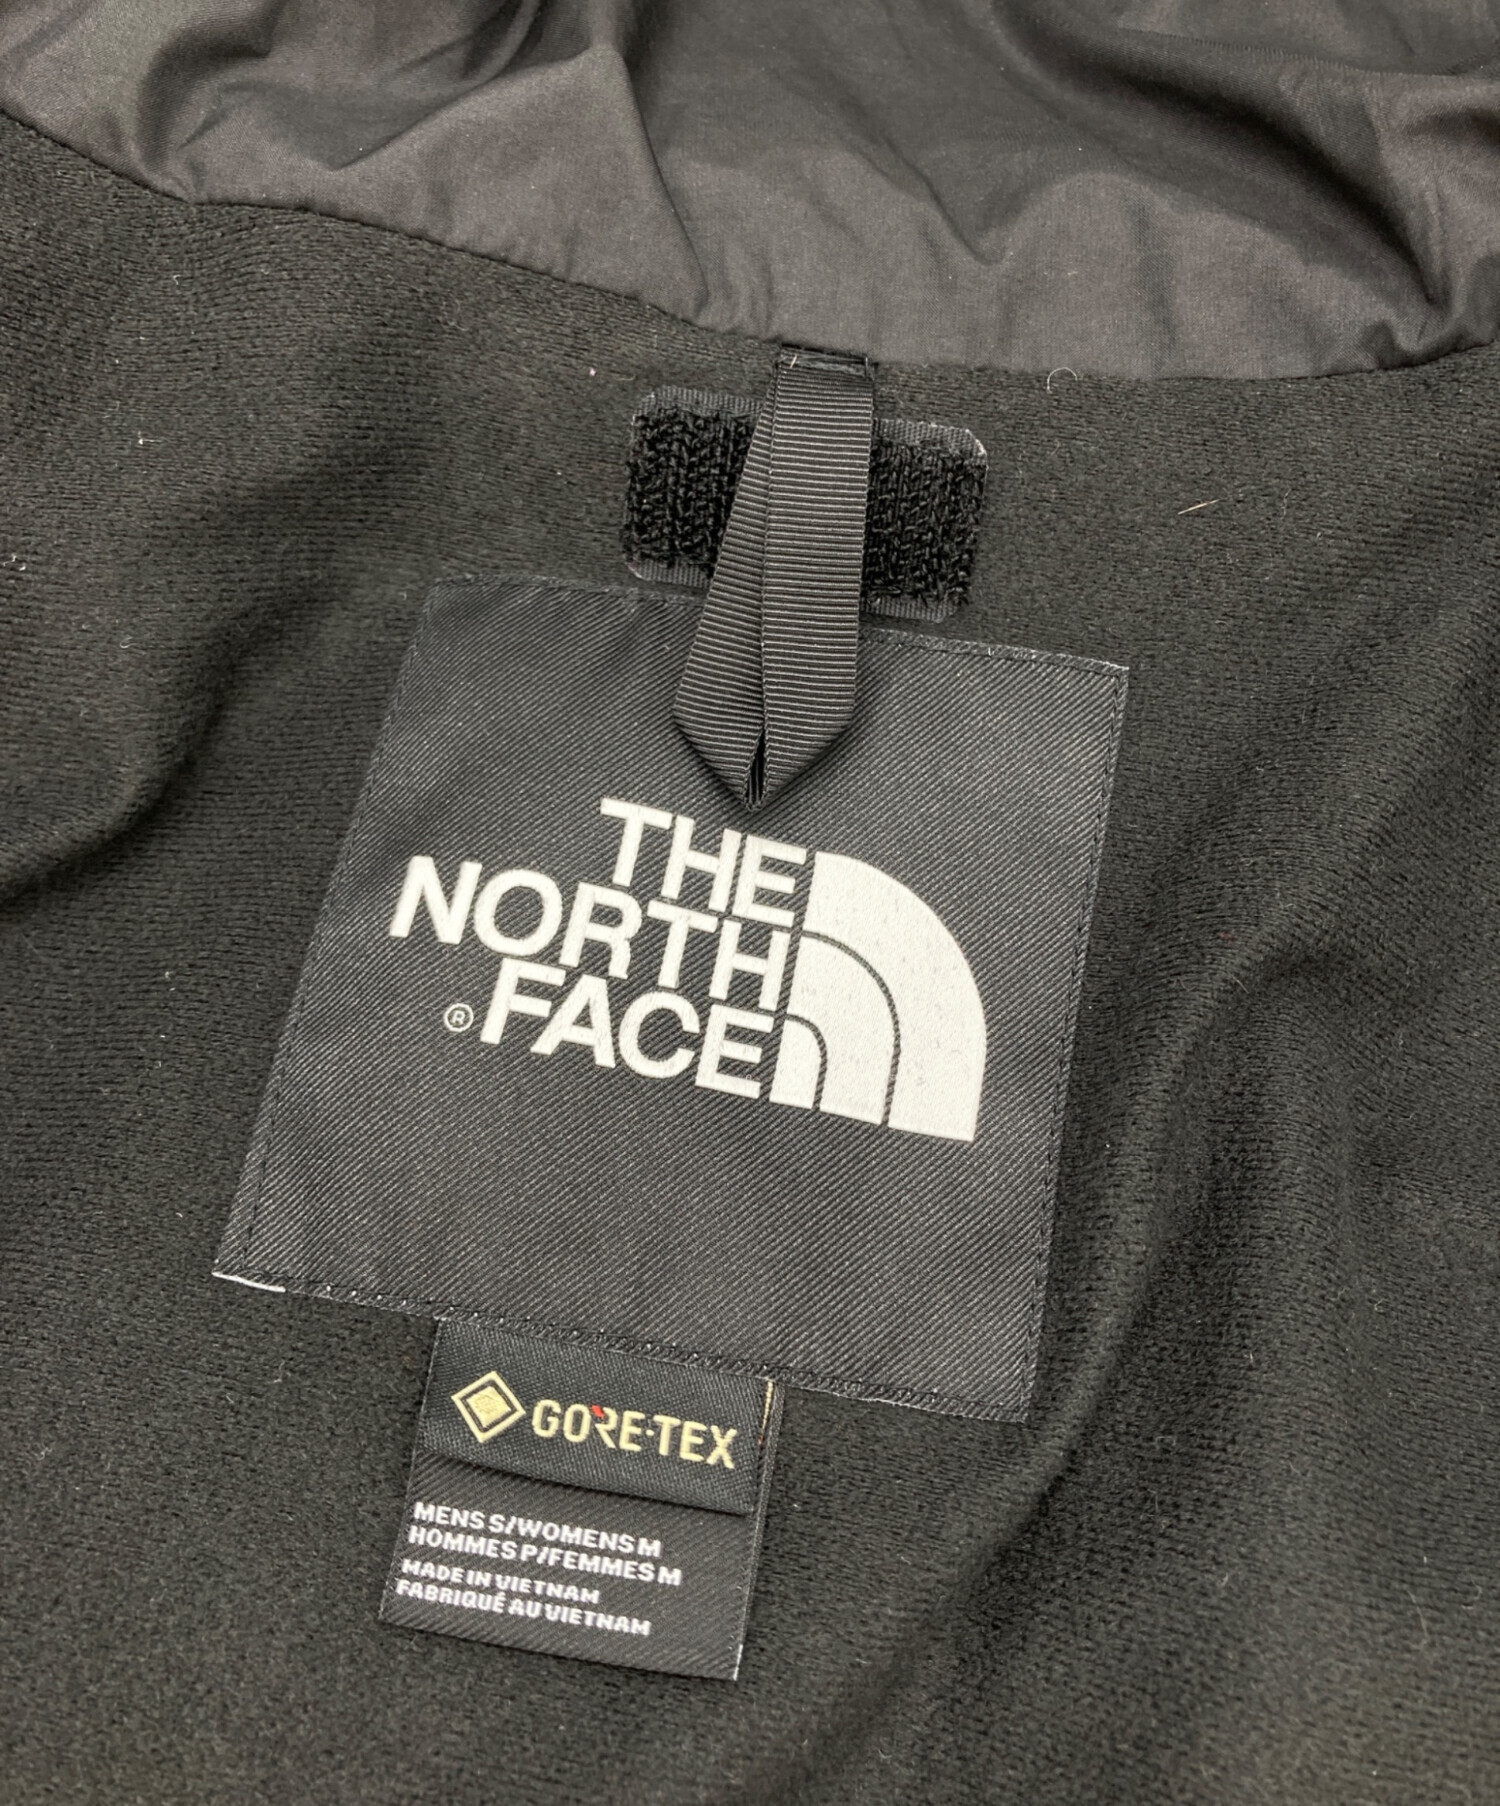 THE
NORTH
FACE
®
GORE-TEX
MENS S/WOMENS M
HOMMES P/FEMMES M
MADE IN VIETNAM
FABRIQUÉ AU VIETNAM